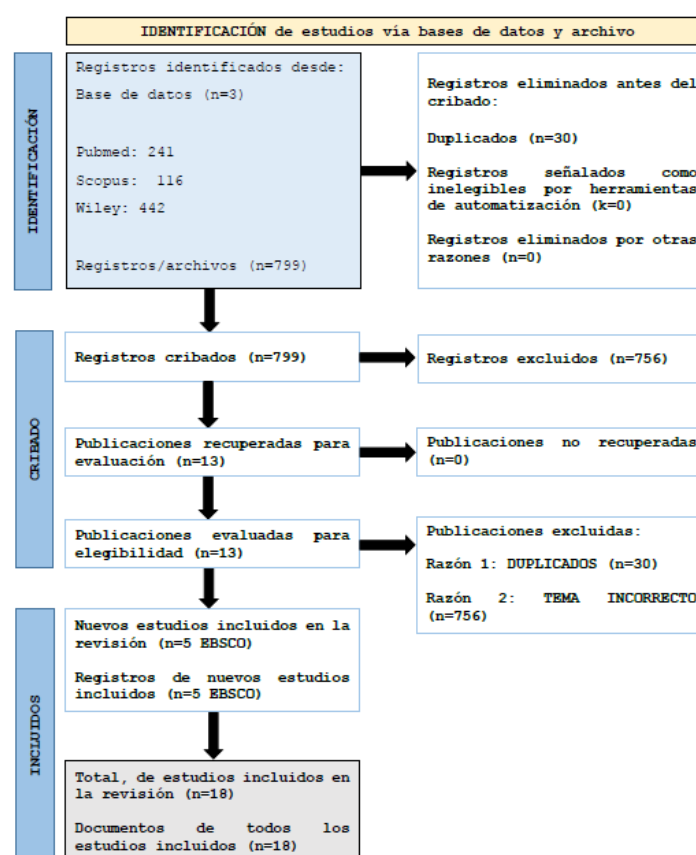 IDENTIFICACIÓN de estudios vía bases de datos y archivo
IDENTIFICACIÓN
Registros identificados desde:
Base de datos (n=3)
Pubmed: 241
Scopus: 116
Wiley: 442
Registros/archivos (n=799)
Registros eliminados antes del
cribado:
Duplicados (n=30)
Registros señalados como
inelegibles por herramientas
de automatización (k=0)
Registros eliminados por otras
razones (n=0)
CRIBADO
Registros cribados (n=799)
Registros excluidos (n=756)
Publicaciones recuperadas para
evaluación (n=13)
Publicaciones no recuperadas
(n=0)
Publicaciones evaluadas para
elegibilidad (n=13)
Publicaciones excluidas:
Razón 1: DUPLICADOS (n=30)
Razón 2: TEMA INCORRECTO
(n=756)
INCLUIDOS
Nuevos estudios incluidos en la
revisión (n=5 EBSCO)
Registros de nuevos estudios
incluidos (n=5 EBSCO)
Total, de estudios incluidos en
la revisión (n=18)
Documentos de todos los
estudios incluidos (n=18)